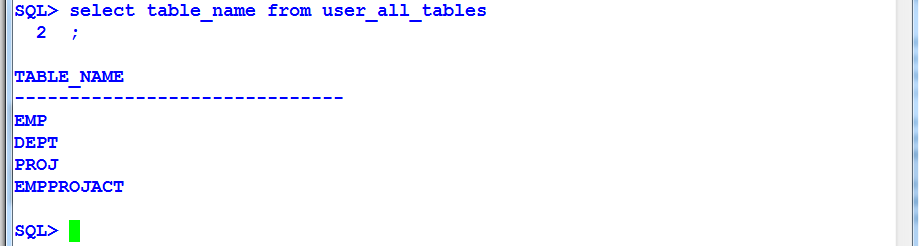 SQL> select table_name from user_all_tables
  2  ;
TABLE_NAME
------------------------------
EMP
DEPT
PROJ
EMPPROJACT
SQL>